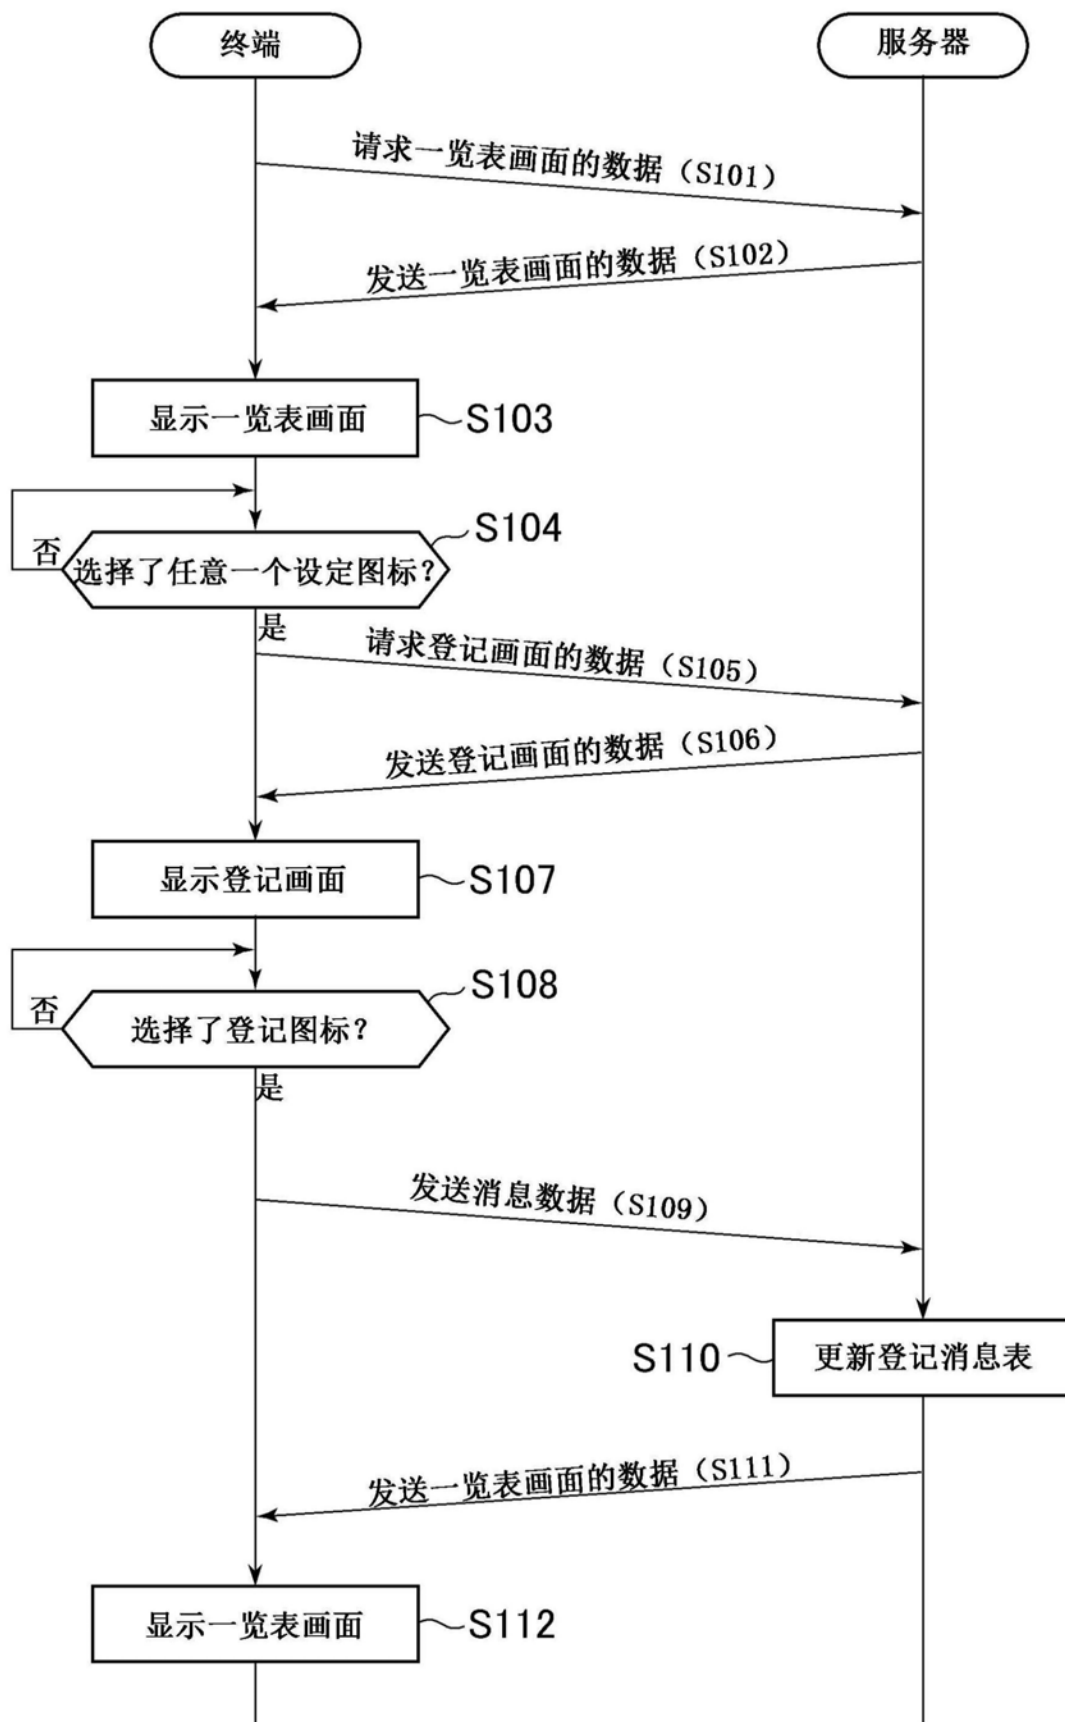 终端
服务器
请求一览表画面的数据（S101）
发送一览表画面的数据（S102）
显示一览表画面
S103
S104
否
选择了任意一个设定图标？
是
请求登记画面的数据（S105）
发送登记画面的数据（S106）
显示登记画面
S107
S108
否
选择了登记图标？
是
发送消息数据（S109）
S110
更新登记消息表
发送一览表画面的数据（S111）
显示一览表画面
S112